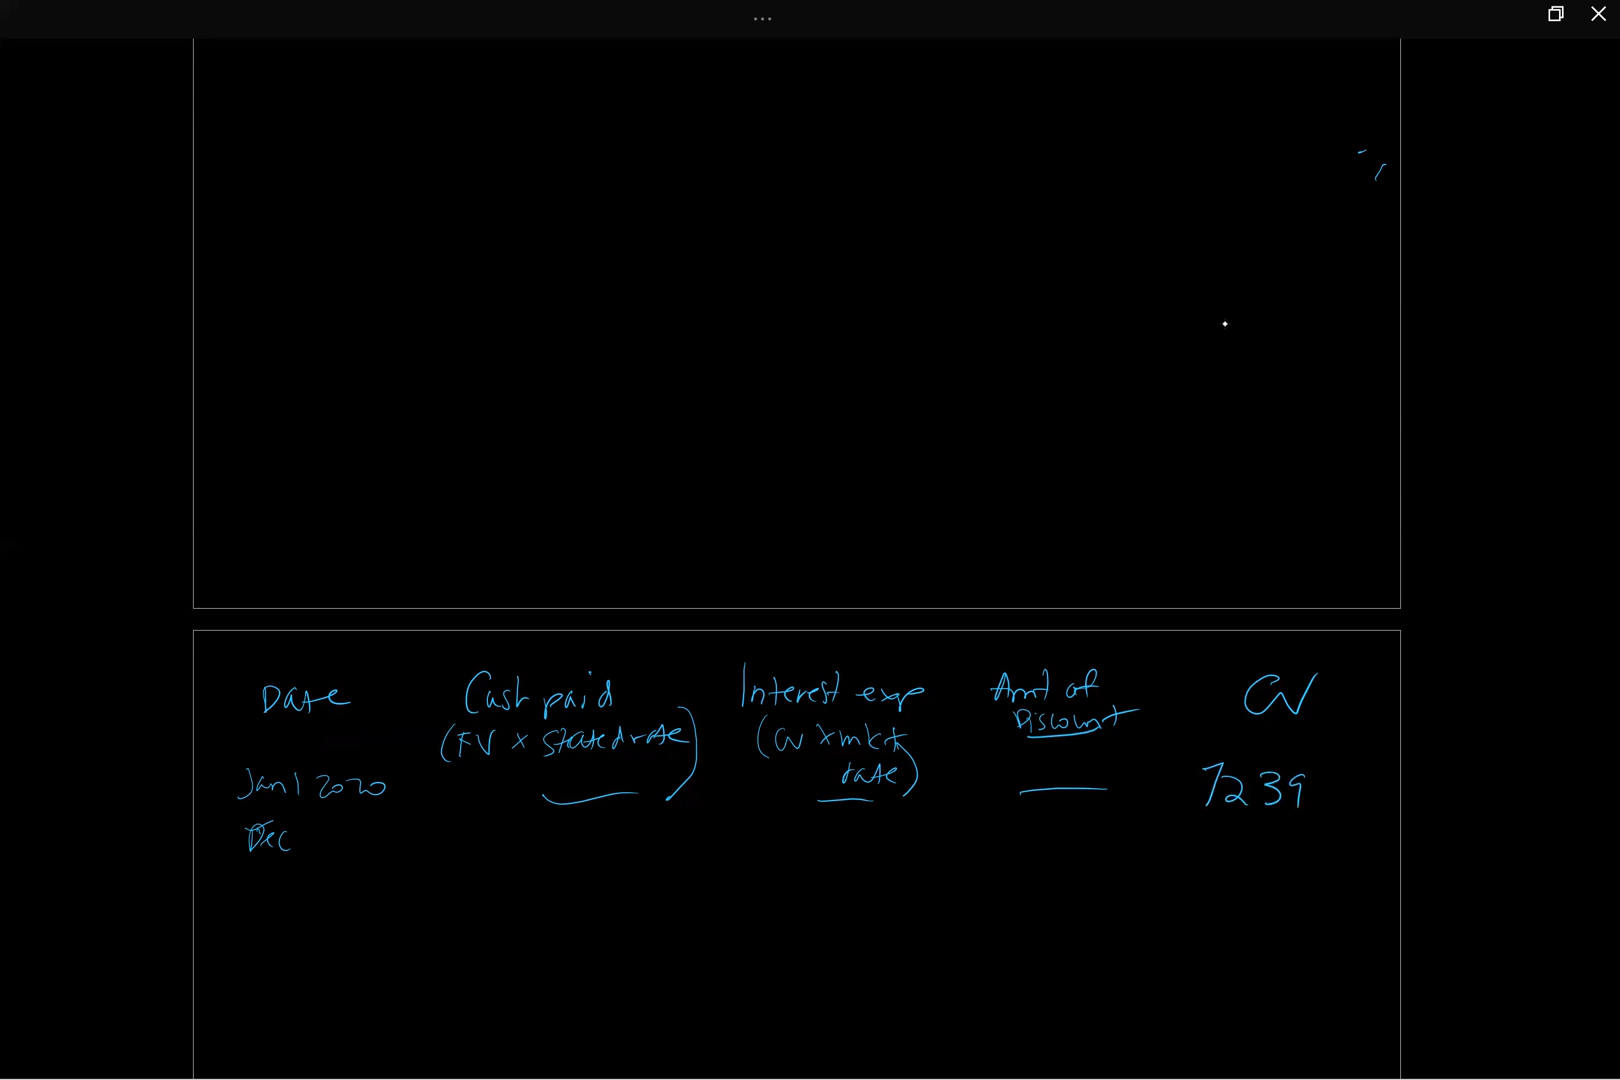 Date Cash paid Interest exp Amt of CV
(FV x stated rate) (CV x mkt Discount
rate)
Jan 1 2020 7239
Dec